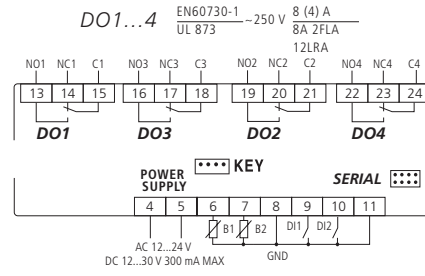 DO1...4 EN60730-1 ~250 V 8 (4) A
UL 873 8A 2FLA
12LRA
NO1 NC1 C1 NO3 NC3 C3 NO2 NC2 C2 NO4 NC4 C4
13 14 15 16 17 18 19 20 21 22 23 24
DO1 DO3 DO2 DO4
KEY
POWER SUPPLY
SERIAL
4 5 6 7 8 9 10 11
B1 B2 DI1 DI2
AC 12...24 V GND
DC 12...30 V 300 mA MAX